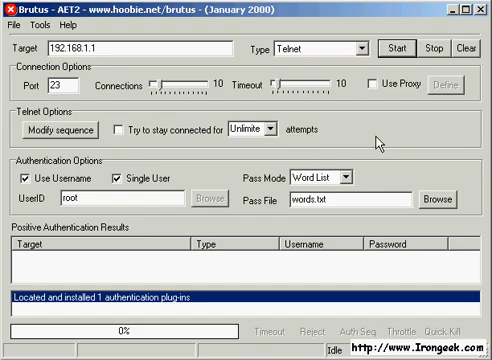 Brutus - AET2 - www.hoobie.net/brutus - (January 2000)
File Tools Help
Target 192.168.1.1 Type Telnet Start Stop Clear
Connection Options
Port 23 Connections 10 Timeout 10 Use Proxy Define
Telnet Options
Modify sequence Try to stay connected for Unlimite attempts
Authentication Options
Use Username Single User Pass Mode Word List
UserID root Browse Pass File words.txt Browse
Positive Authentication Results
Target Type Username Password
Located and installed 1 authentication plug-ins
0% Timeout Reject Auth Seq Throttle Quick Kill
Idle http://www.Irongeek.com